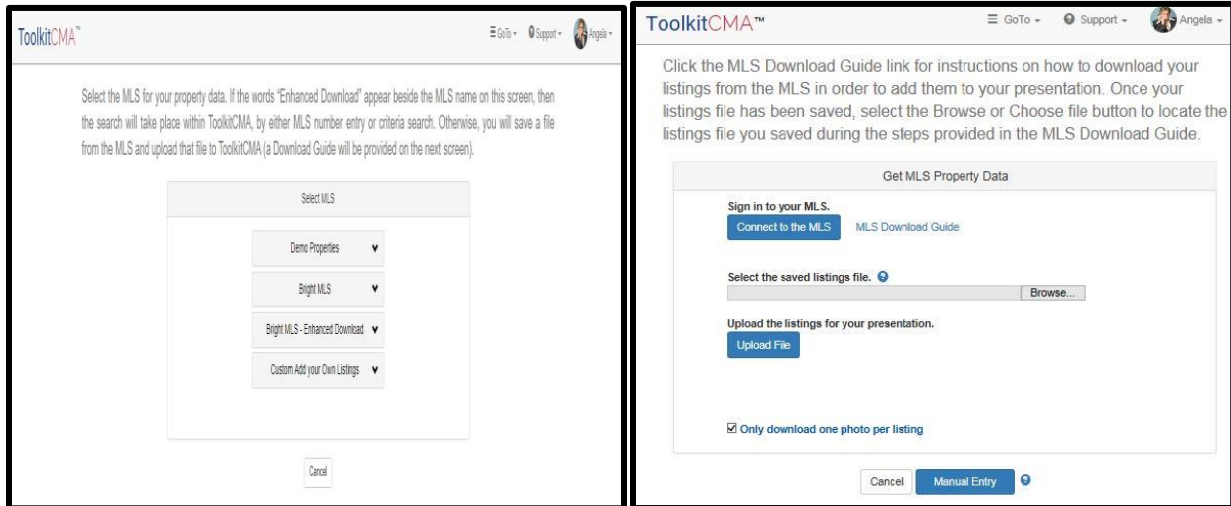 ToolkitCMA™
GoTo
Support
Angela
Select the MLS for your property data. If the words "Enhanced Download" appear beside the MLS name on this screen, then
the search will take place within ToolkitCMA, by either MLS number entry or criteria search. Otherwise, you will save a file
from the MLS and upload that file to ToolkitCMA (a Download Guide will be provided on the next screen).
Select MLS
Demo Properties
Bright MLS
Bright MLS - Enhanced Download
Custom Add your Own Listings
Cancel
ToolkitCMA™
GoTo
Support
Angela
Click the MLS Download Guide link for instructions on how to download your
listings from the MLS in order to add them to your presentation. Once your
listings file has been saved, select the Browse or Choose file button to locate the
listings file you saved during the steps provided in the MLS Download Guide.
Get MLS Property Data
Sign in to your MLS.
Connect to the MLS MLS Download Guide
Select the saved listings file.
Browse...
Upload the listings for your presentation.
Upload File
Only download one photo per listing
Cancel Manual Entry